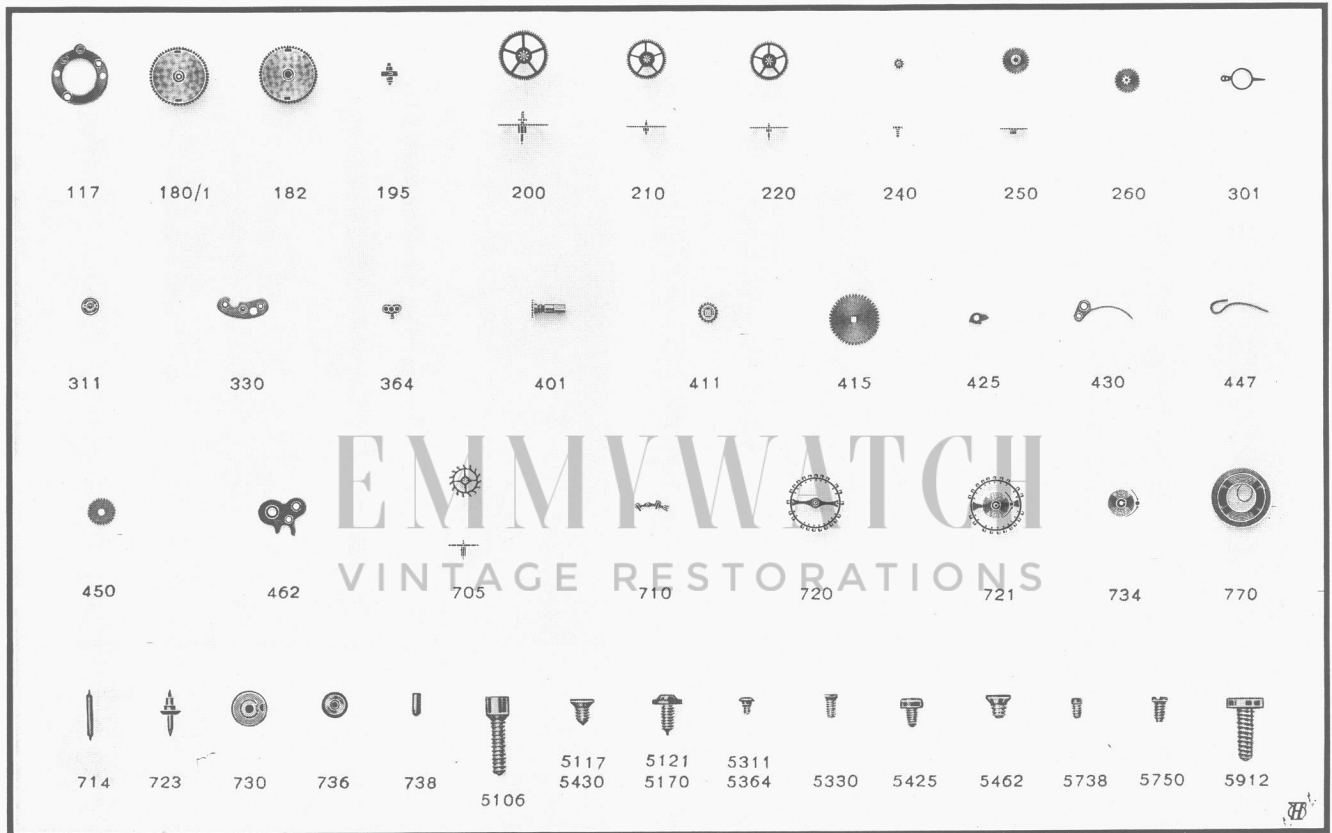 117 180/1 182 195 200 210 220 240 250 260 301
311 330 364 401 411 415 425 430 447
EMMYWATCH
VINTAGE RESTORATIONS
450 462 705 710 720 721 734 770
5117 5121 5311
714 723 730 736 738 5430 5170 5364 5330 5425 5462 5738 5750 5912
5106